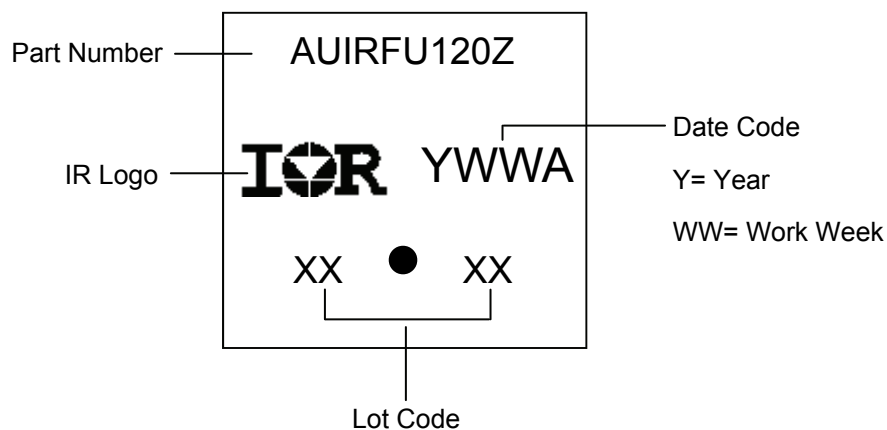 Part Number
AUIRFU120Z
IR Logo
IOR
YWWA
Date Code
Y= Year
WW= Work Week
XX
XX
Lot Code